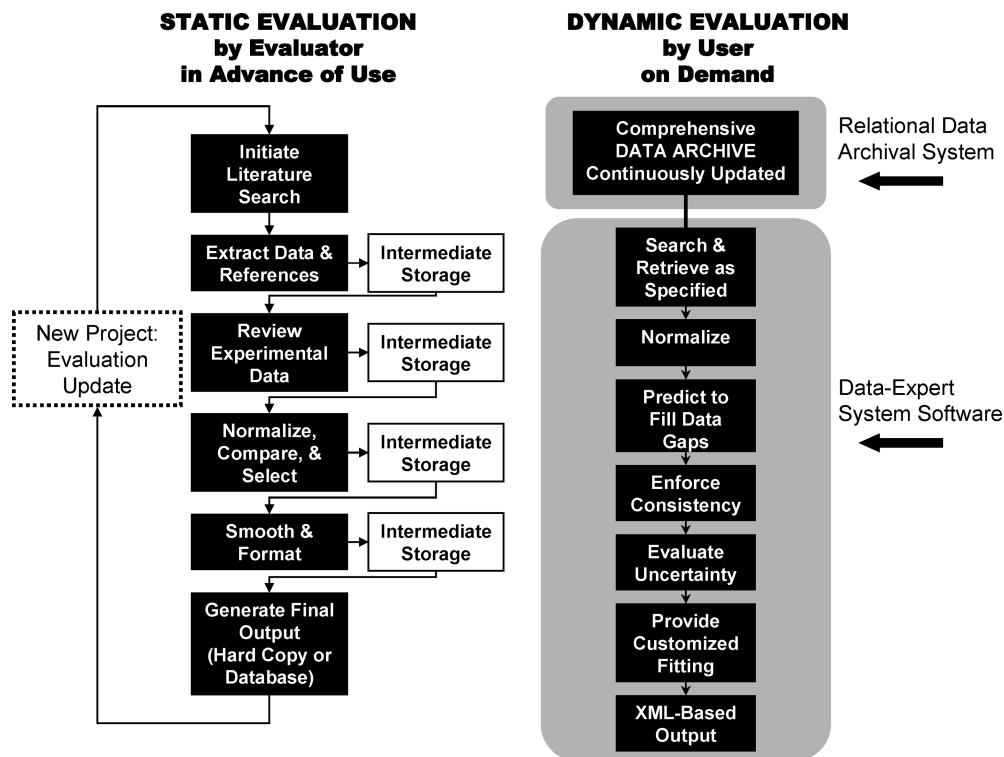 STATIC EVALUATION
by Evaluator
in Advance of Use
Initiate
Literature
Search
Extract Data &
References
Intermediate
Storage
Review
Experimental
Data
Intermediate
Storage
Normalize,
Compare, &
Select
Intermediate
Storage
Smooth &
Format
Intermediate
Storage
Generate Final
Output
(Hard Copy or
Database)
New Project:
Evaluation
Update
DYNAMIC EVALUATION
by User
on Demand
Comprehensive
DATA ARCHIVE
Continuously Updated
Relational Data
Archival System
Search &
Retrieve as
Specified
Normalize
Predict to
Fill Data
Gaps
Enforce
Consistency
Evaluate
Uncertainty
Provide
Customized
Fitting
XML-Based
Output
Data-Expert
System Software